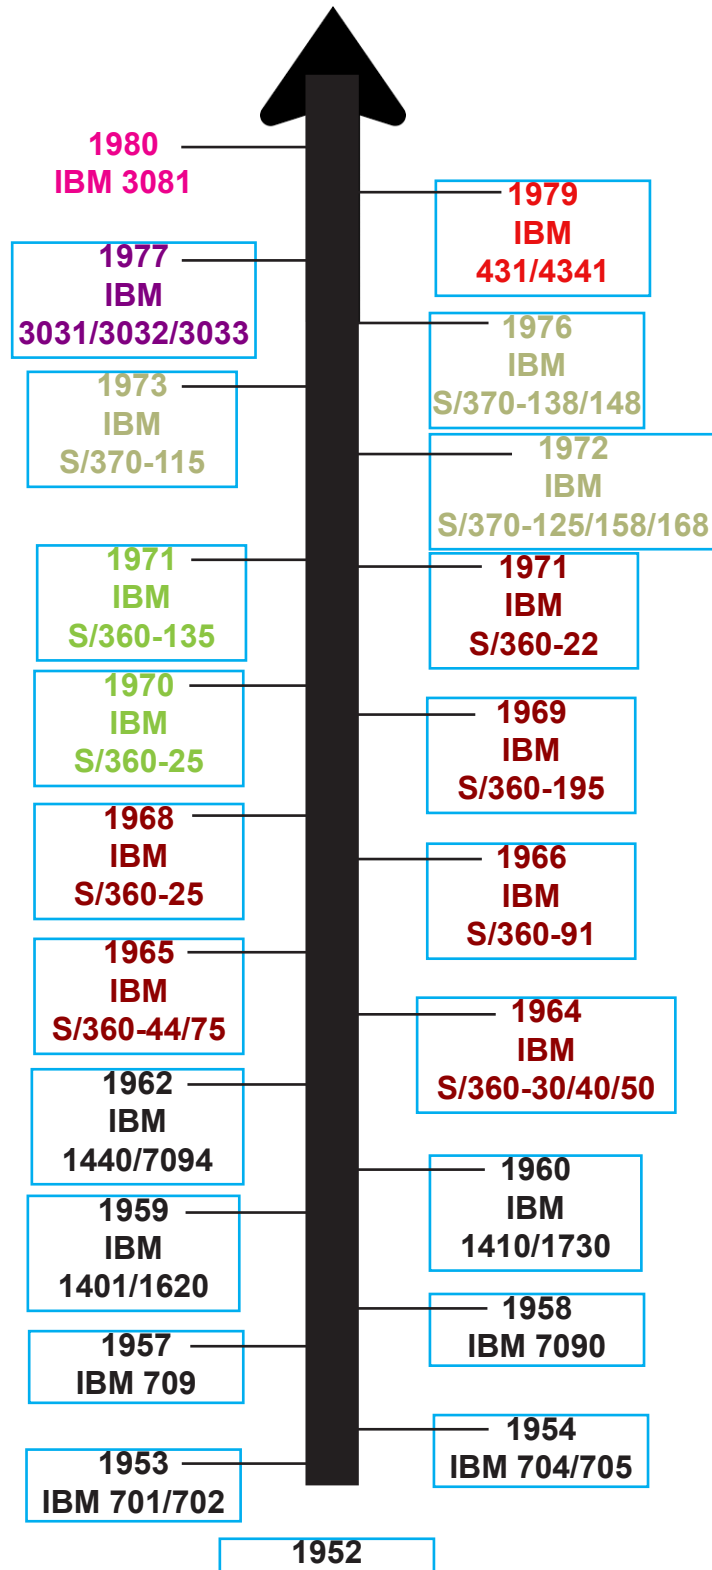 1980
IBM 3081
1979
IBM
431/4341
1977
IBM
3031/3032/3033
1976
IBM
S/370-138/148
1973
IBM
S/370-115
1972
IBM
S/370-125/158/168
1971
IBM
S/360-135
1971
IBM
S/360-22
1970
IBM
S/360-25
1969
IBM
S/360-195
1968
IBM
S/360-25
1966
IBM
S/360-91
1965
IBM
S/360-44/75
1964
IBM
S/360-30/40/50
1962
IBM
1440/7094
1960
IBM
1410/1730
1959
IBM
1401/1620
1958
IBM 7090
1957
IBM 709
1954
IBM 704/705
1953
IBM 701/702
1952